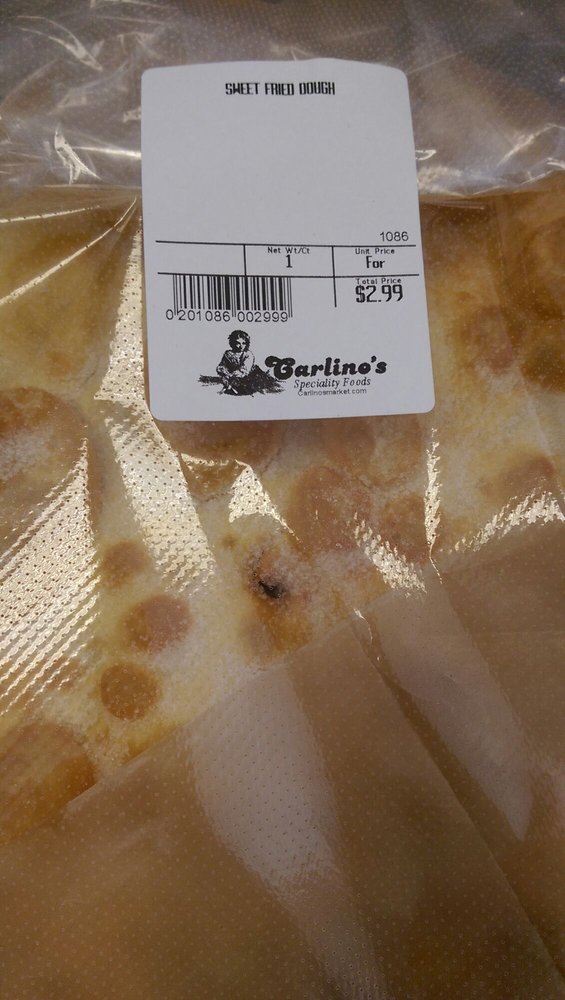 SWEET FRIED DOUGH
1086
Net Wt/Ct
1
Unit Price
For
Total Price
$2.99
0 201086 002999
Carlino's
Speciality Foods
Carlinosmarket.com